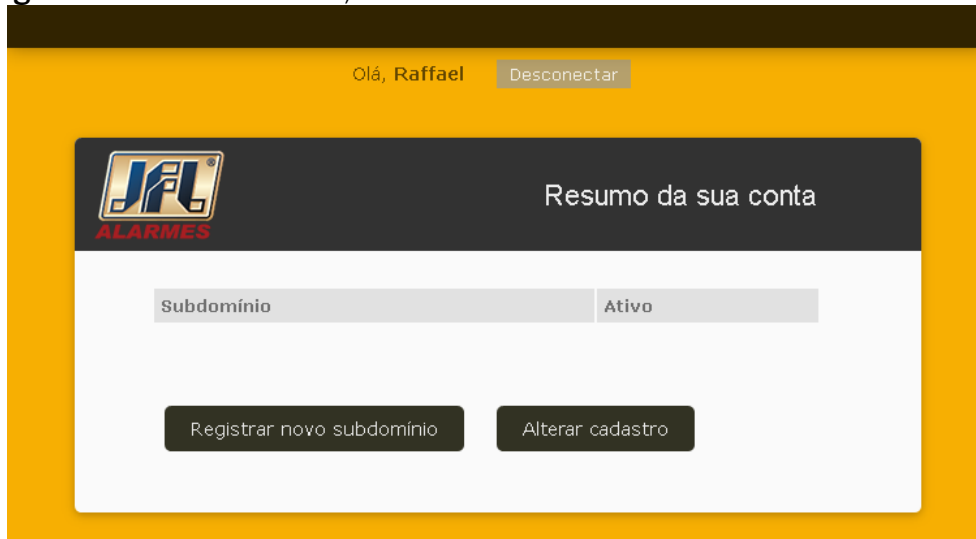 Olá, Raffael Desconectar
JFL®
ALARMES
Resumo da sua conta
Subdomínio Ativo
Registrar novo subdomínio Alterar cadastro